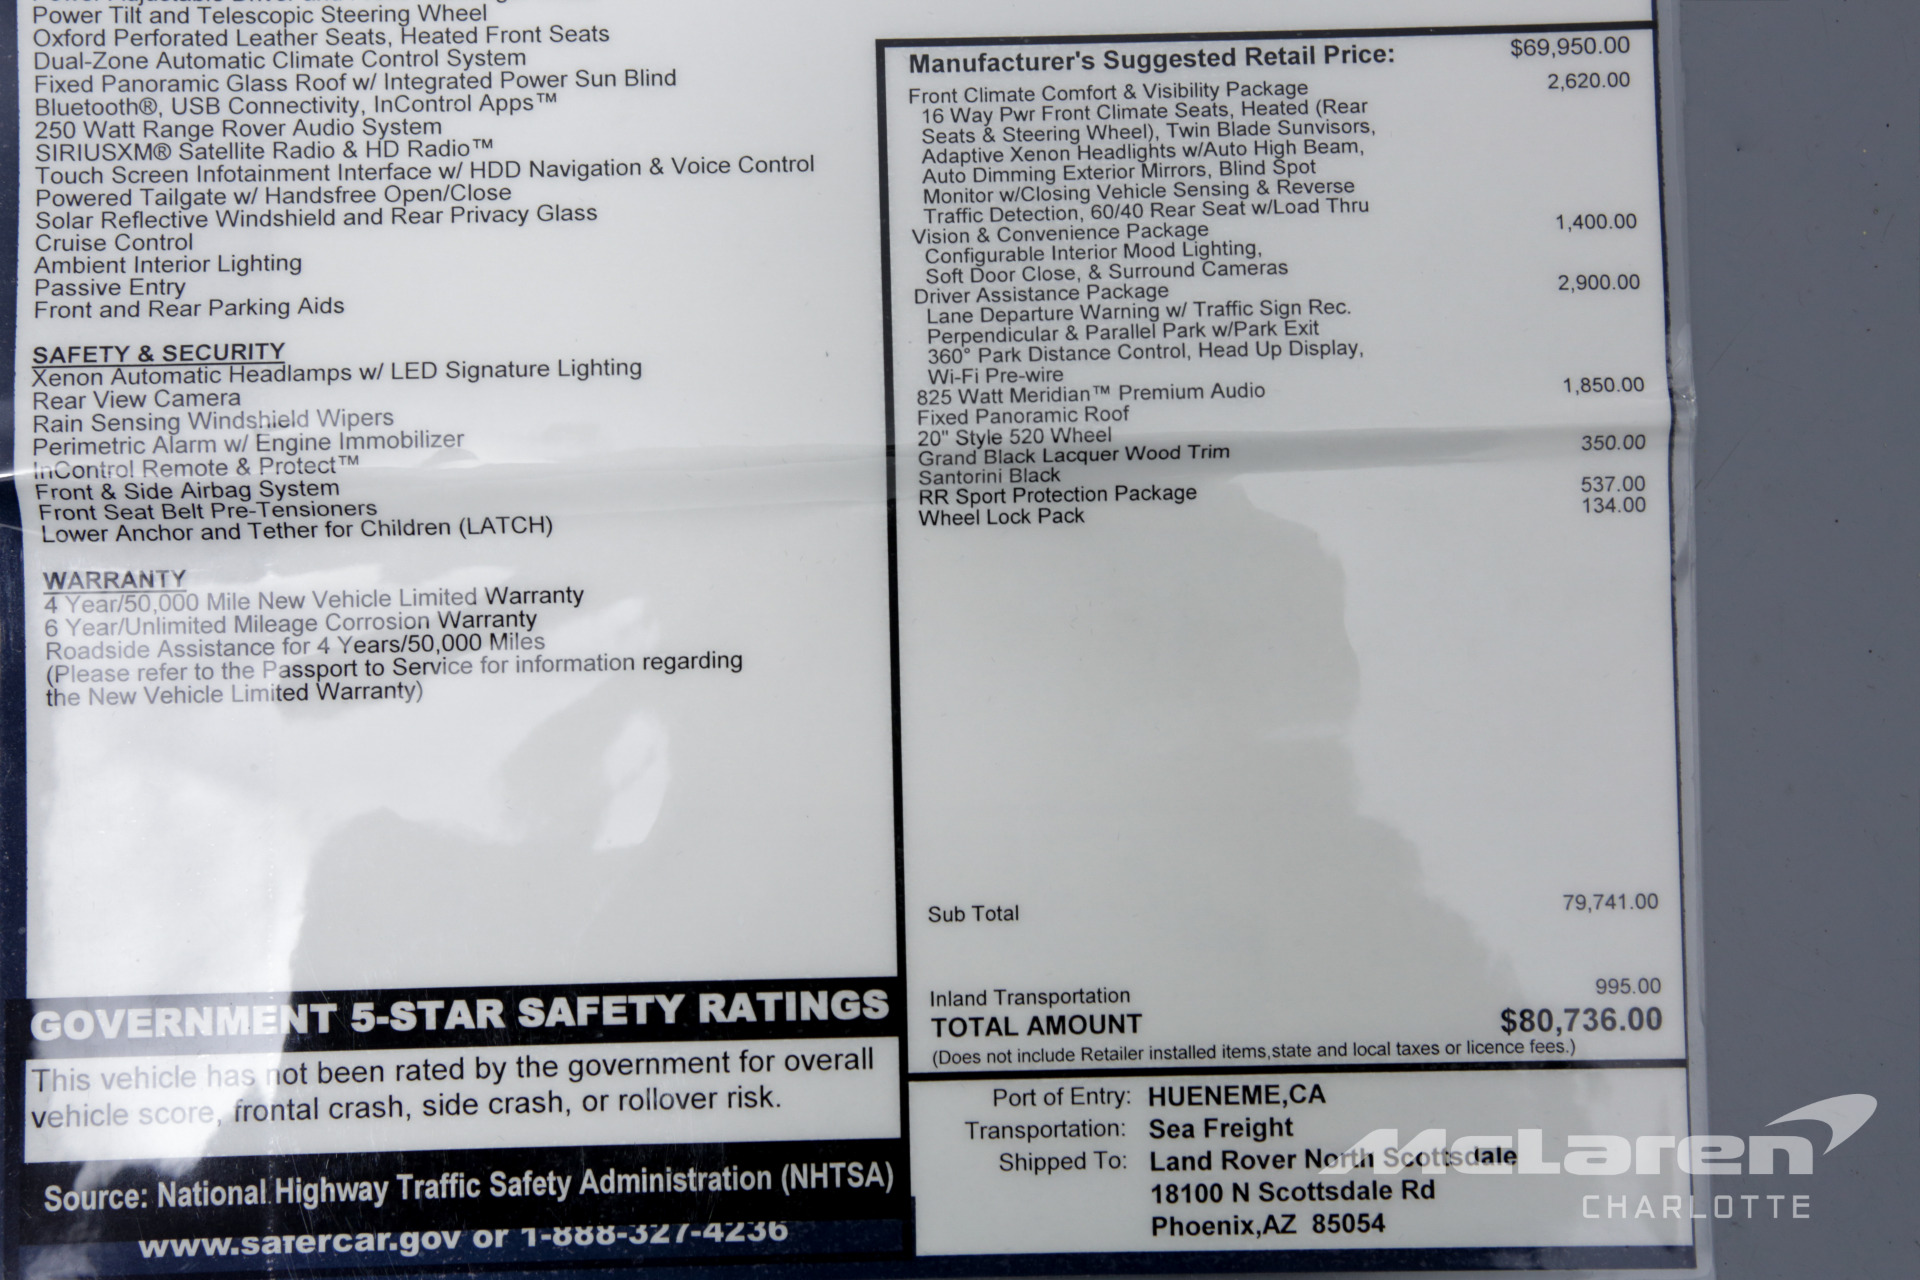 Power Tilt and Telescopic Steering Wheel
Oxford Perforated Leather Seats, Heated Front Seats
Dual-Zone Automatic Climate Control System
Fixed Panoramic Glass Roof w/ Integrated Power Sun Blind
Bluetooth®, USB Connectivity, InControl Apps™
250 Watt Range Rover Audio System
SIRIUSXM® Satellite Radio & HD Radio™
Touch Screen Infotainment Interface w/ HDD Navigation & Voice Control
Powered Tailgate w/ Handsfree Open/Close
Solar Reflective Windshield and Rear Privacy Glass
Cruise Control
Ambient Interior Lighting
Passive Entry
Front and Rear Parking Aids
SAFETY & SECURITY
Xenon Automatic Headlamps w/ LED Signature Lighting
Rear View Camera
Rain Sensing Windshield Wipers
Perimetric Alarm w/ Engine Immobilizer
InControl Remote & Protect™
Front & Side Airbag System
Front Seat Belt Pre-Tensioners
Lower Anchor and Tether for Children (LATCH)
WARRANTY
4 Year/50,000 Mile New Vehicle Limited Warranty
6 Year/Unlimited Mileage Corrosion Warranty
Roadside Assistance for 4 Years/50,000 Miles
(Please refer to the Passport to Service for information regarding
the New Vehicle Limited Warranty)
GOVERNMENT 5-STAR SAFETY RATINGS
This vehicle has not been rated by the government for overall
vehicle score, frontal crash, side crash, or rollover risk.
Source: National Highway Traffic Safety Administration (NHTSA)
www.safercar.gov or 1-888-327-4236
Manufacturer's Suggested Retail Price: $69,950.00
Front Climate Comfort & Visibility Package 2,620.00
16 Way Pwr Front Climate Seats, Heated (Rear
Seats & Steering Wheel), Twin Blade Sunvisors,
Adaptive Xenon Headlights w/Auto High Beam,
Auto Dimming Exterior Mirrors, Blind Spot
Monitor w/Closing Vehicle Sensing & Reverse
Traffic Detection, 60/40 Rear Seat w/Load Thru
Vision & Convenience Package 1,400.00
Configurable Interior Mood Lighting,
Soft Door Close, & Surround Cameras
Driver Assistance Package 2,900.00
Lane Departure Warning w/ Traffic Sign Rec.
Perpendicular & Parallel Park w/Park Exit
360° Park Distance Control, Head Up Display,
Wi-Fi Pre-wire
825 Watt Meridian™ Premium Audio 1,850.00
Fixed Panoramic Roof
20" Style 520 Wheel
Grand Black Lacquer Wood Trim 350.00
Santorini Black
RR Sport Protection Package 537.00
Wheel Lock Pack 134.00
Sub Total 79,741.00
Inland Transportation 995.00
TOTAL AMOUNT $80,736.00
(Does not include Retailer installed items,state and local taxes or licence fees.)
Port of Entry: HUENEME,CA
Transportation: Sea Freight
Shipped To: Land Rover North Scottsdale
18100 N Scottsdale Rd
Phoenix,AZ 85054
McLaren
CHARLOTTE